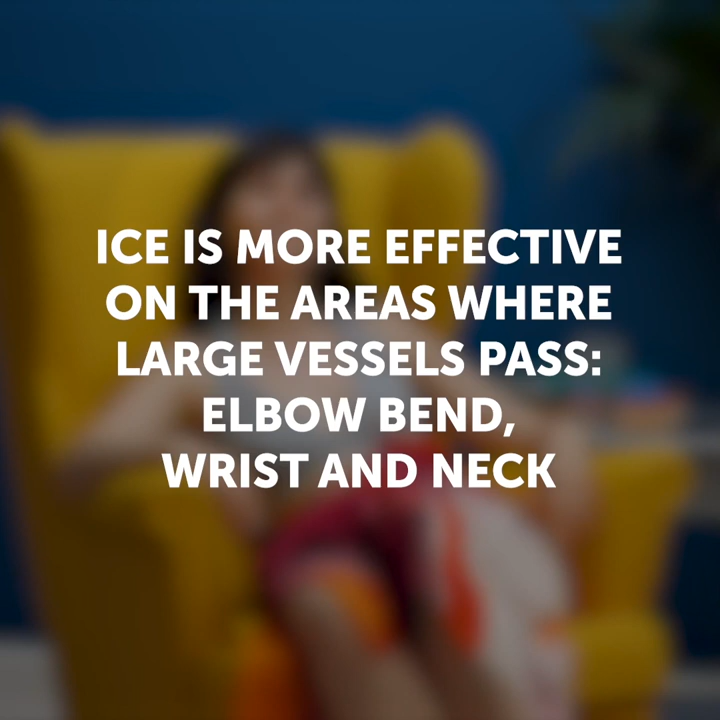 ICE IS MORE EFFECTIVE
ON THE AREAS WHERE
LARGE VESSELS PASS:
ELBOW BEND,
WRIST AND NECK